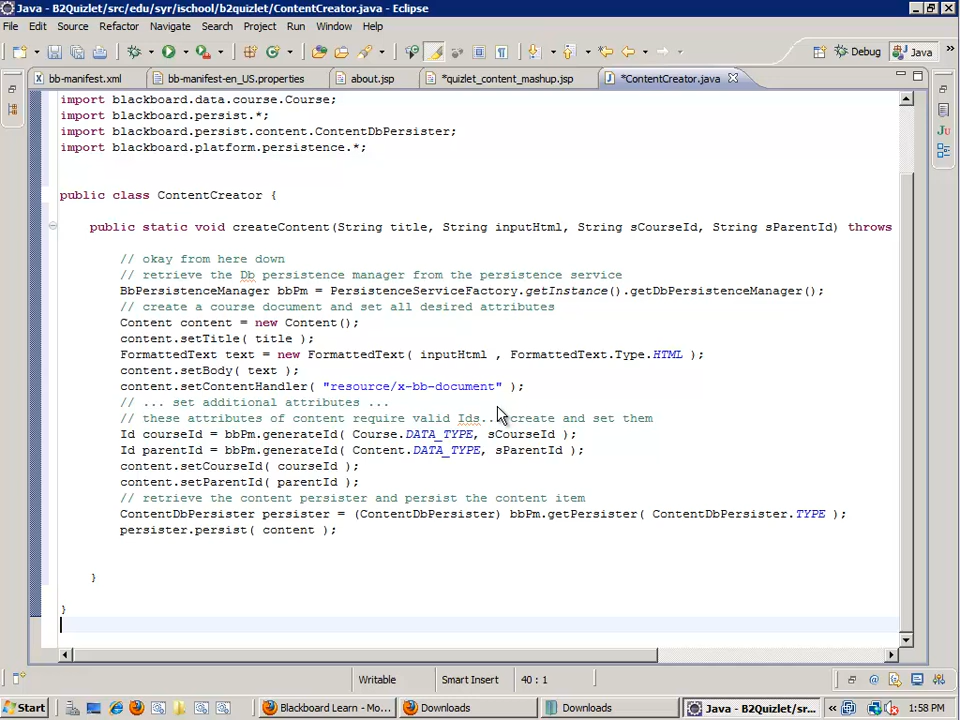 Java - B2Quizlet/src/edu/syr/ischool/b2quizlet/ContentCreator.java - Eclipse
File Edit Source Refactor Navigate Search Project Run Window Help
Debug Java »
bb-manifest.xml bb-manifest-en_US.properties about.jsp *quizlet_content_mashup.jsp *ContentCreator.java
import blackboard.data.course.Course;
import blackboard.persist.*;
import blackboard.persist.content.ContentDbPersister;
import blackboard.platform.persistence.*;
public class ContentCreator {
public static void createContent(String title, String inputHtml, String sCourseId, String sParentId) throws
// okay from here down
// retrieve the Db persistence manager from the persistence service
BbPersistenceManager bbPm = PersistenceServiceFactory.getInstance().getDbPersistenceManager();
// create a course document and set all desired attributes
Content content = new Content();
content.setTitle( title );
FormattedText text = new FormattedText( inputHtml , FormattedText.Type.HTML );
content.setBody( text );
content.setContentHandler( "resource/x-bb-document" );
// ... set additional attributes ...
// these attributes of content require valid Ids... create and set them
Id courseId = bbPm.generateId( Course.DATA_TYPE, sCourseId );
Id parentId = bbPm.generateId( Content.DATA_TYPE, sParentId );
content.setCourseId( courseId );
content.setParentId( parentId );
// retrieve the content persister and persist the content item
ContentDbPersister persister = (ContentDbPersister) bbPm.getPersister( ContentDbPersister.TYPE );
persister.persist( content );
}
}
Writable Smart Insert 40 : 1
Start Blackboard Learn - Mo... Downloads Downloads Java - B2Quizlet/sr... « 1:58 PM